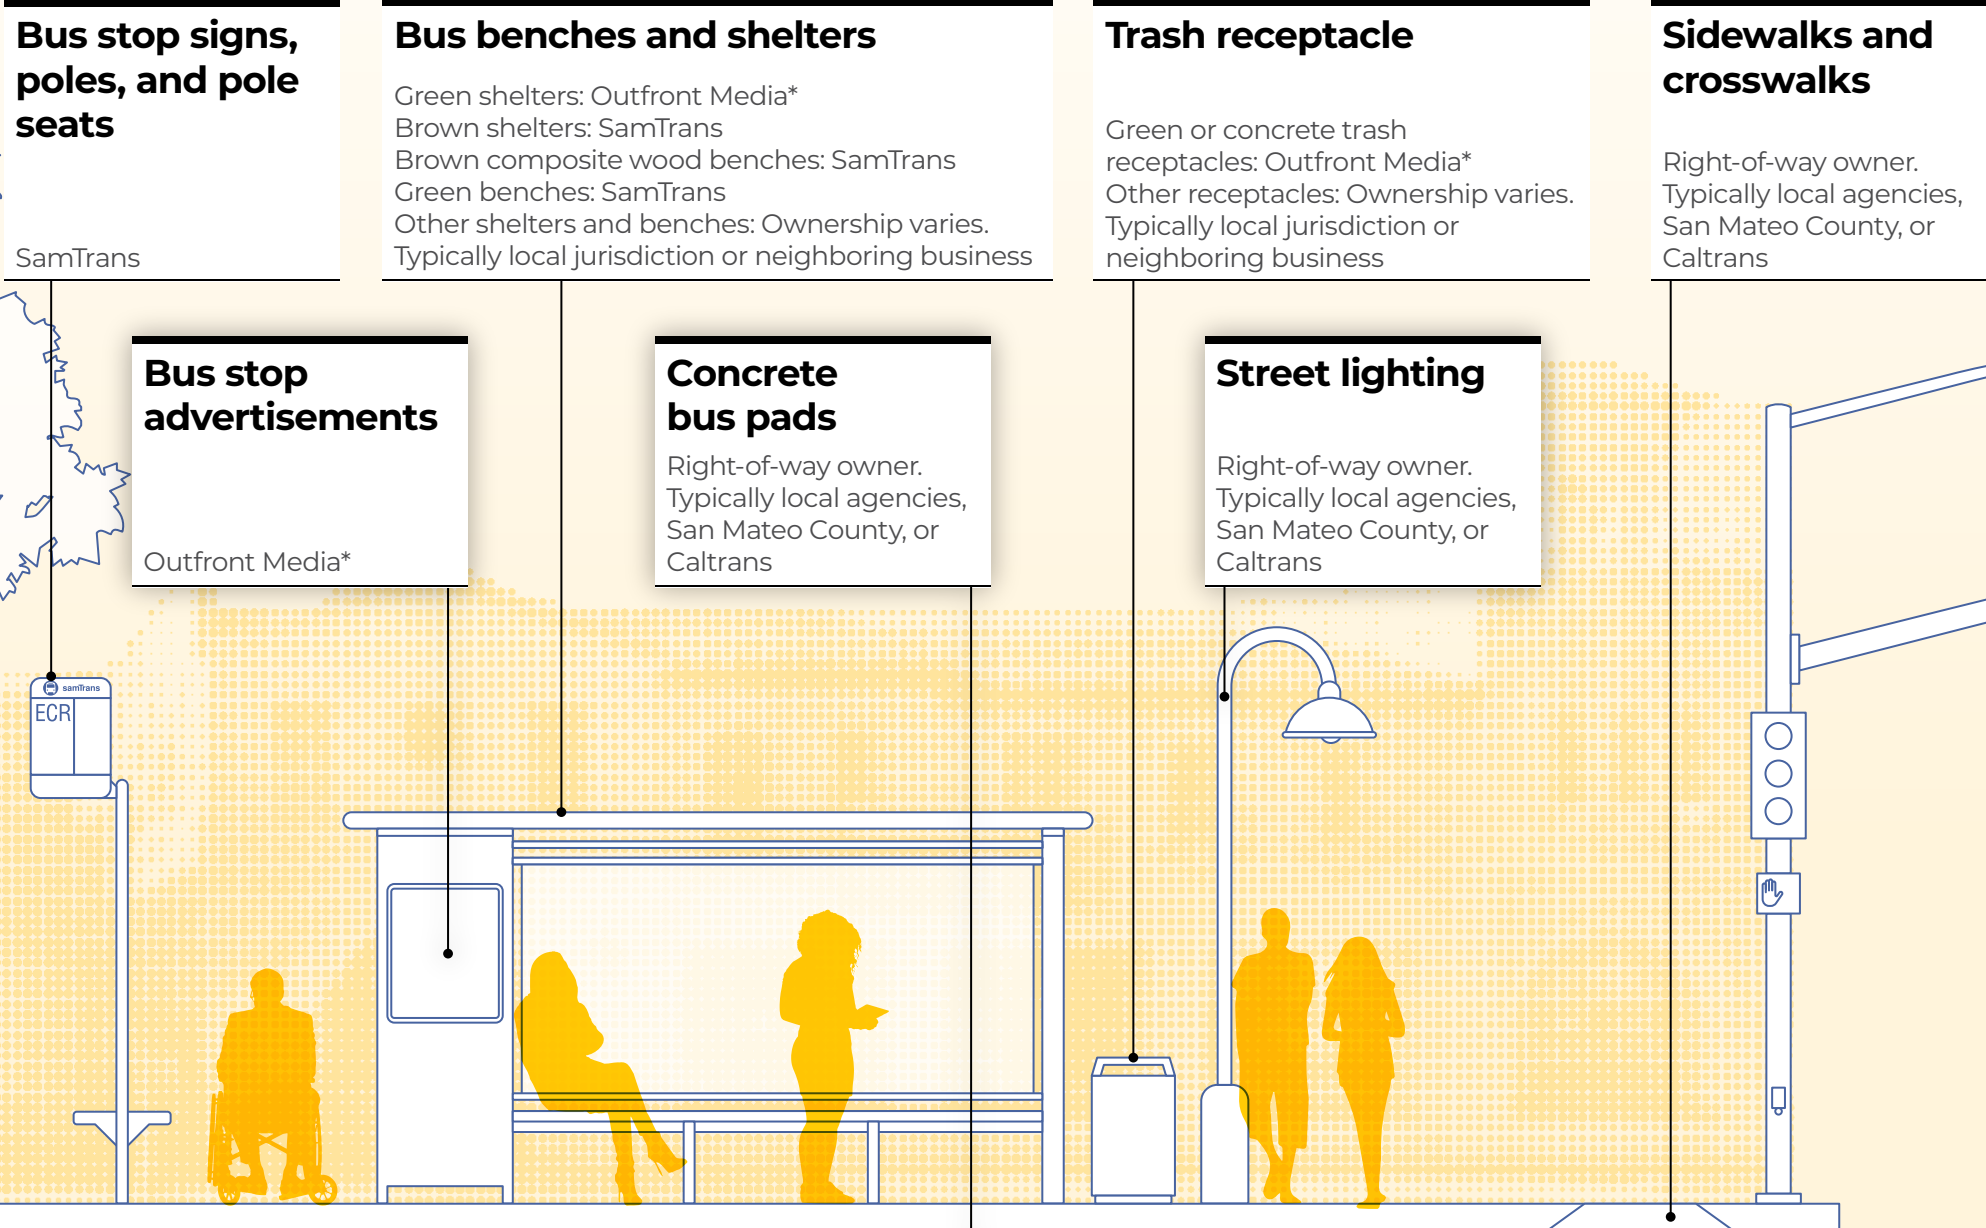 Bus stop signs,
poles, and pole
seats
SamTrans
Bus benches and shelters
Green shelters: Outfront Media*
Brown shelters: SamTrans
Brown composite wood benches: SamTrans
Green benches: SamTrans
Other shelters and benches: Ownership varies.
Typically local jurisdiction or neighboring business
Trash receptacle
Green or concrete trash
receptacles: Outfront Media*
Other receptacles: Ownership varies.
Typically local jurisdiction or
neighboring business
Sidewalks and
crosswalks
Right-of-way owner.
Typically local agencies,
San Mateo County, or
Caltrans
Bus stop
advertisements
Outfront Media*
Concrete
bus pads
Right-of-way owner.
Typically local agencies,
San Mateo County, or
Caltrans
Street lighting
Right-of-way owner.
Typically local agencies,
San Mateo County, or
Caltrans
samTrans
ECR